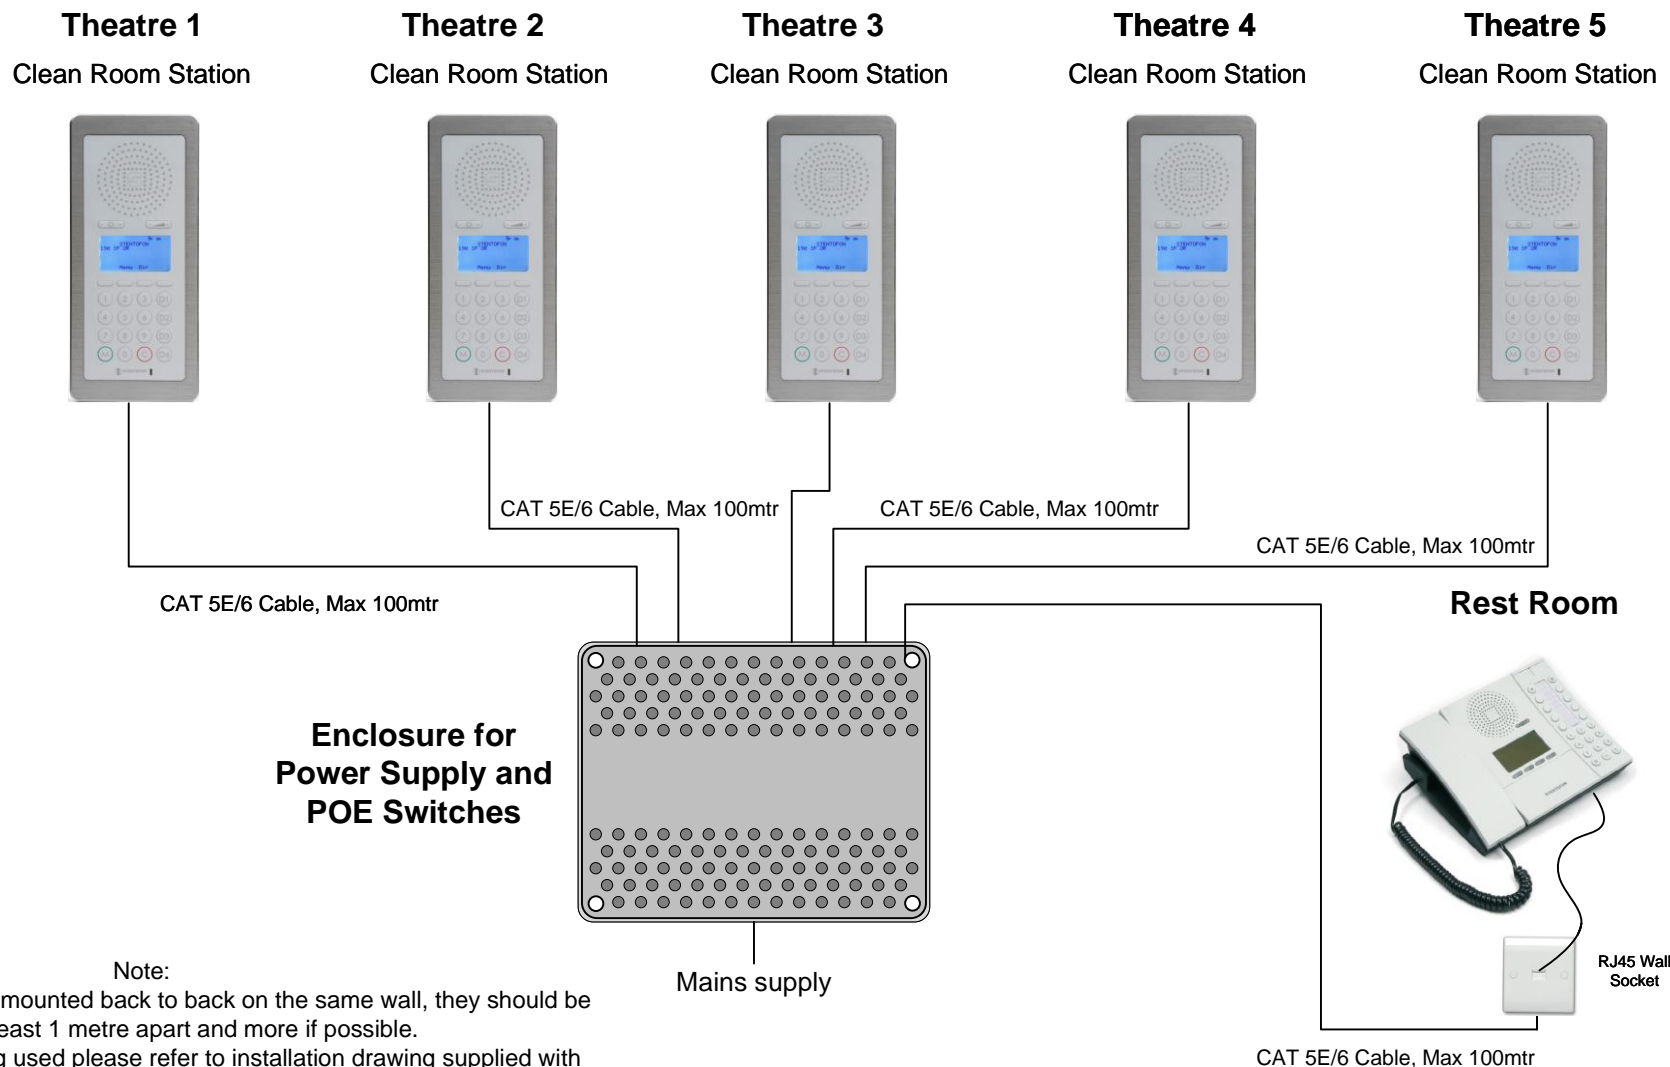 Theatre 1
Theatre 2
Theatre 3
Theatre 4
Theatre 5
Clean Room Station
Clean Room Station
Clean Room Station
Clean Room Station
Clean Room Station
CAT 5E/6 Cable, Max 100mtr
CAT 5E/6 Cable, Max 100mtr
CAT 5E/6 Cable, Max 100mtr
CAT 5E/6 Cable, Max 100mtr
Rest Room
Enclosure for
Power Supply and
POE Switches
Mains supply
RJ45 Wall
Socket
CAT 5E/6 Cable, Max 100mtr
Note:
mounted back to back on the same wall, they should be
east 1 metre apart and more if possible.
g used please refer to installation drawing supplied with